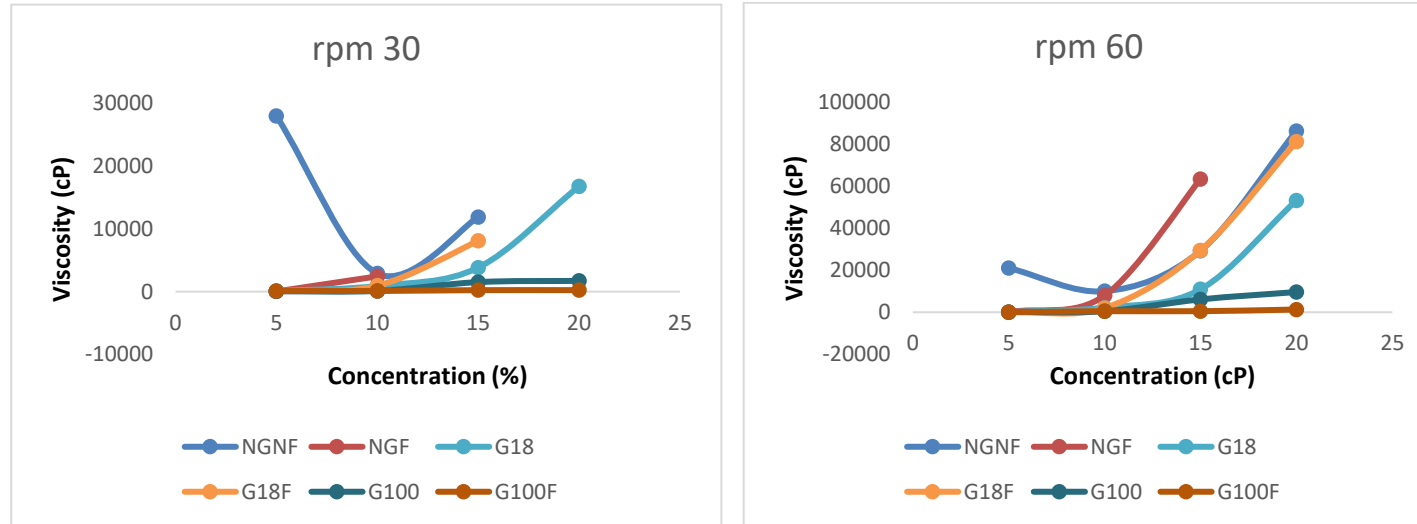 rpm 30
30000
20000
10000
0
-10000
0 5 10 15 20 25
Viscosity (cP)
Concentration (%)
NGNF NGF G18
G18F G100 G100F
rpm 60
100000
80000
60000
40000
20000
0
-20000
0 5 10 15 20 25
Viscosity (cP)
Concentration (cP)
NGNF NGF G18
G18F G100 G100F